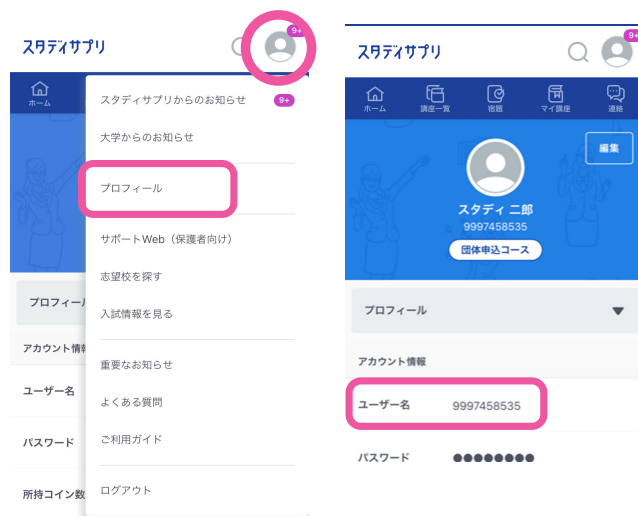 スタディサプリ
9+
ホーム
スタディサプリからのお知らせ 9+
大学からのお知らせ
プロフィール
サポートWeb（保護者向け）
志望校を探す
入試情報を見る
重要なお知らせ
よくある質問
ご利用ガイド
ログアウト
プロフィール
アカウント情報
ユーザー名
パスワード
所持コイン数
スタディサプリ
9+
ホーム 講座一覧 宿題 マイ講座 連絡
編集
スタディ 二郎
9997458535
団体申込コース
プロフィール ▼
アカウント情報
ユーザー名 9997458535
パスワード ●●●●●●●●